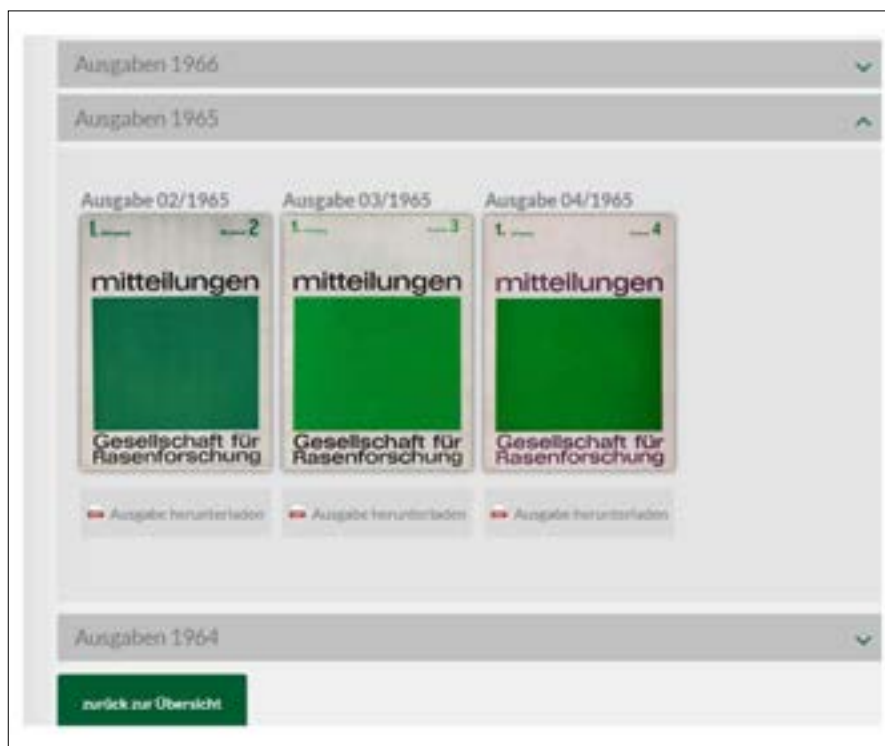 Ausgaben 1966
Ausgaben 1965
Ausgabe 02/1965
1. 2
mitteilungen
Gesellschaft für
Rasenforschung
Ausgabe herunterladen
Ausgabe 03/1965
1. 3
mitteilungen
Gesellschaft für
Rasenforschung
Ausgabe herunterladen
Ausgabe 04/1965
1. 4
mitteilungen
Gesellschaft für
Rasenforschung
Ausgabe herunterladen
Ausgaben 1964
zurück zur Übersicht